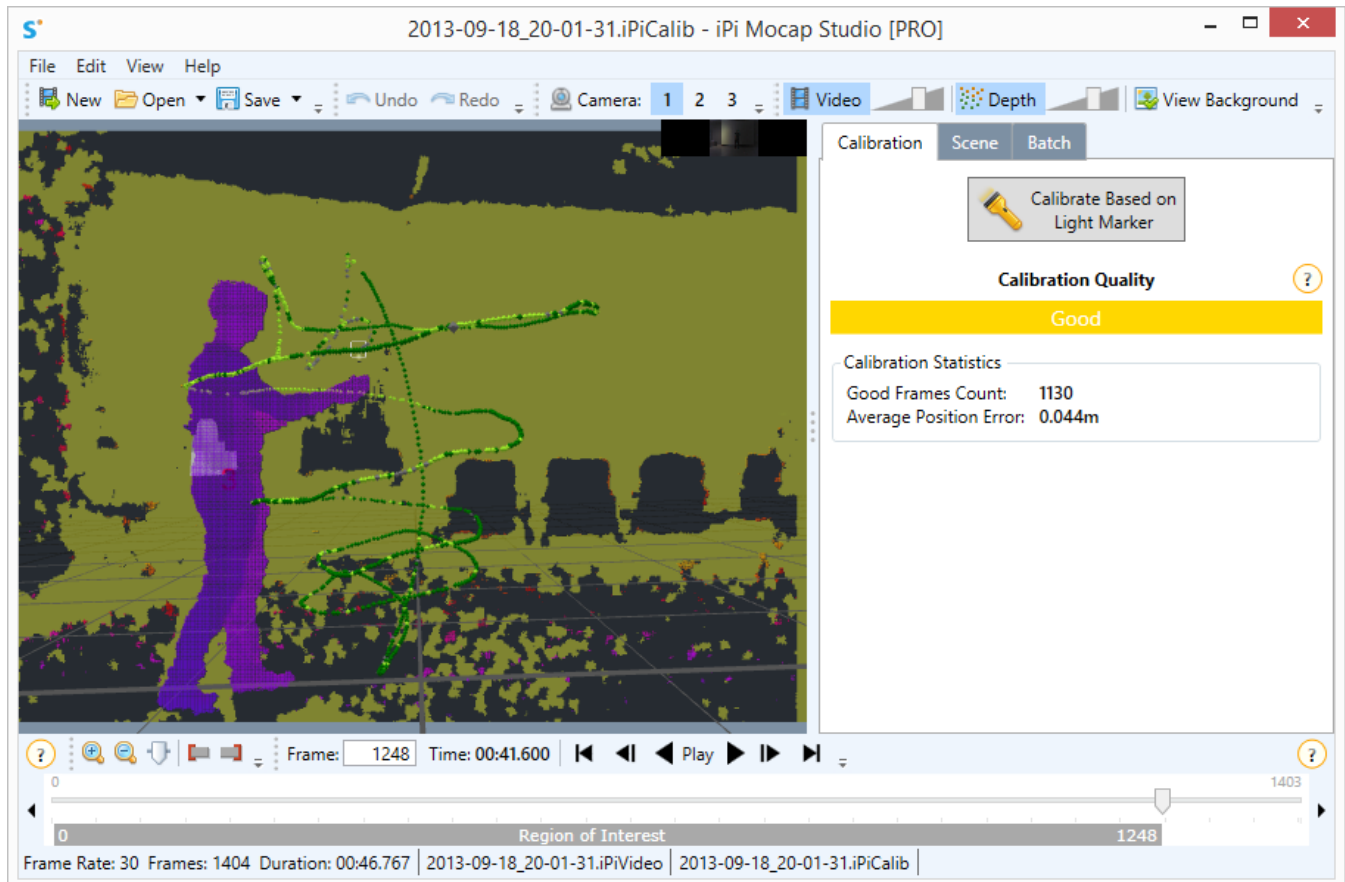 2013-09-18_20-01-31.iPiCalib - iPi Mocap Studio [PRO]
File Edit View Help
New Open Save Undo Redo Camera: 1 2 3 Video Depth View Background
Calibration Scene Batch
Calibrate Based on
Light Marker
Calibration Quality ?
Good
Calibration Statistics
Good Frames Count: 1130
Average Position Error: 0.044m
? Frame: 1248 Time: 00:41.600 Play ?
0 1403
0 Region of Interest 1248
Frame Rate: 30 Frames: 1404 Duration: 00:46.767 2013-09-18_20-01-31.iPiVideo 2013-09-18_20-01-31.iPiCalib